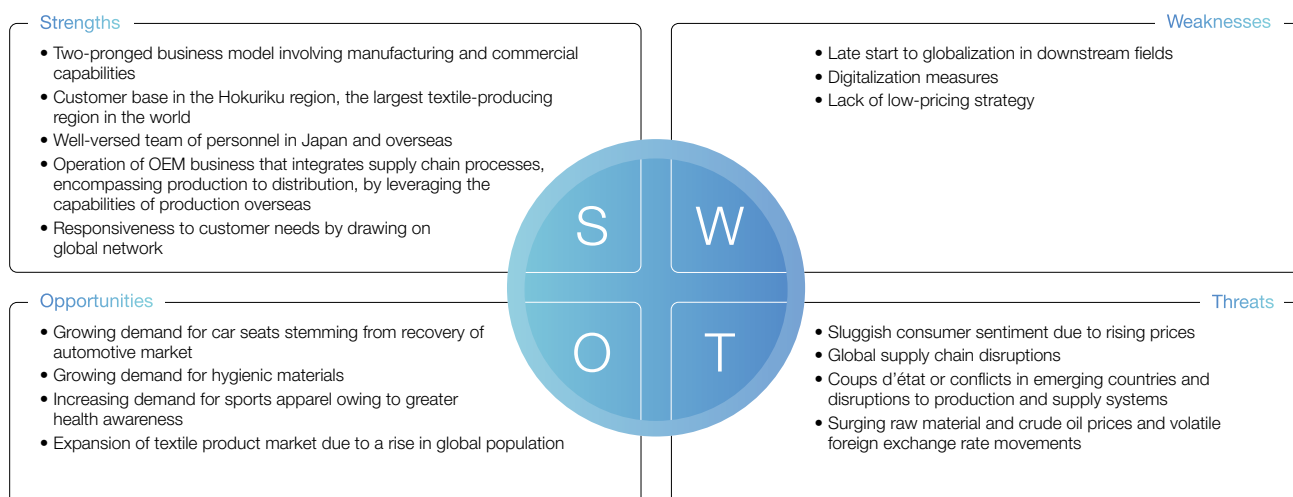 Strengths
• Two-pronged business model involving manufacturing and commercial
capabilities
• Customer base in the Hokuriku region, the largest textile-producing
region in the world
• Well-versed team of personnel in Japan and overseas
• Operation of OEM business that integrates supply chain processes,
encompassing production to distribution, by leveraging the
capabilities of production overseas
• Responsiveness to customer needs by drawing on
global network
Weaknesses
• Late start to globalization in downstream fields
• Digitalization measures
• Lack of low-pricing strategy
S
W
O
T
Opportunities
• Growing demand for car seats stemming from recovery of
automotive market
• Growing demand for hygienic materials
• Increasing demand for sports apparel owing to greater
health awareness
• Expansion of textile product market due to a rise in global population
Threats
• Sluggish consumer sentiment due to rising prices
• Global supply chain disruptions
• Coups d’état or conflicts in emerging countries and
disruptions to production and supply systems
• Surging raw material and crude oil prices and volatile
foreign exchange rate movements